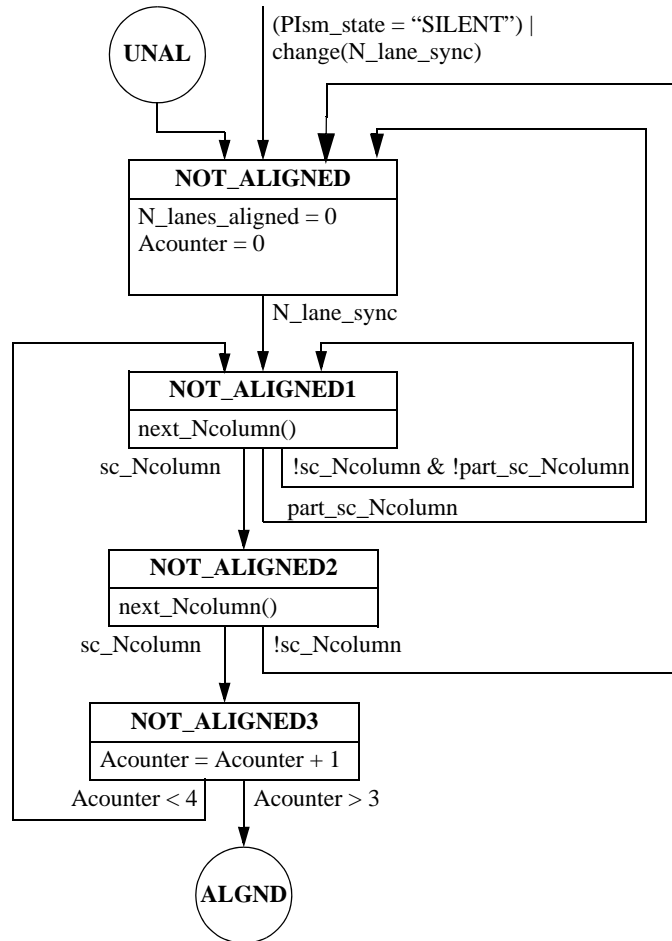 (PIsm_state = “SILENT”) |
change(N_lane_sync)
UNAL
NOT_ALIGNED
N_lanes_aligned = 0
Acounter = 0
N_lane_sync
NOT_ALIGNED1
next_Ncolumn()
sc_Ncolumn
!sc_Ncolumn & !part_sc_Ncolumn
part_sc_Ncolumn
NOT_ALIGNED2
next_Ncolumn()
sc_Ncolumn
!sc_Ncolumn
NOT_ALIGNED3
Acounter = Acounter + 1
Acounter < 4
Acounter > 3
ALGND